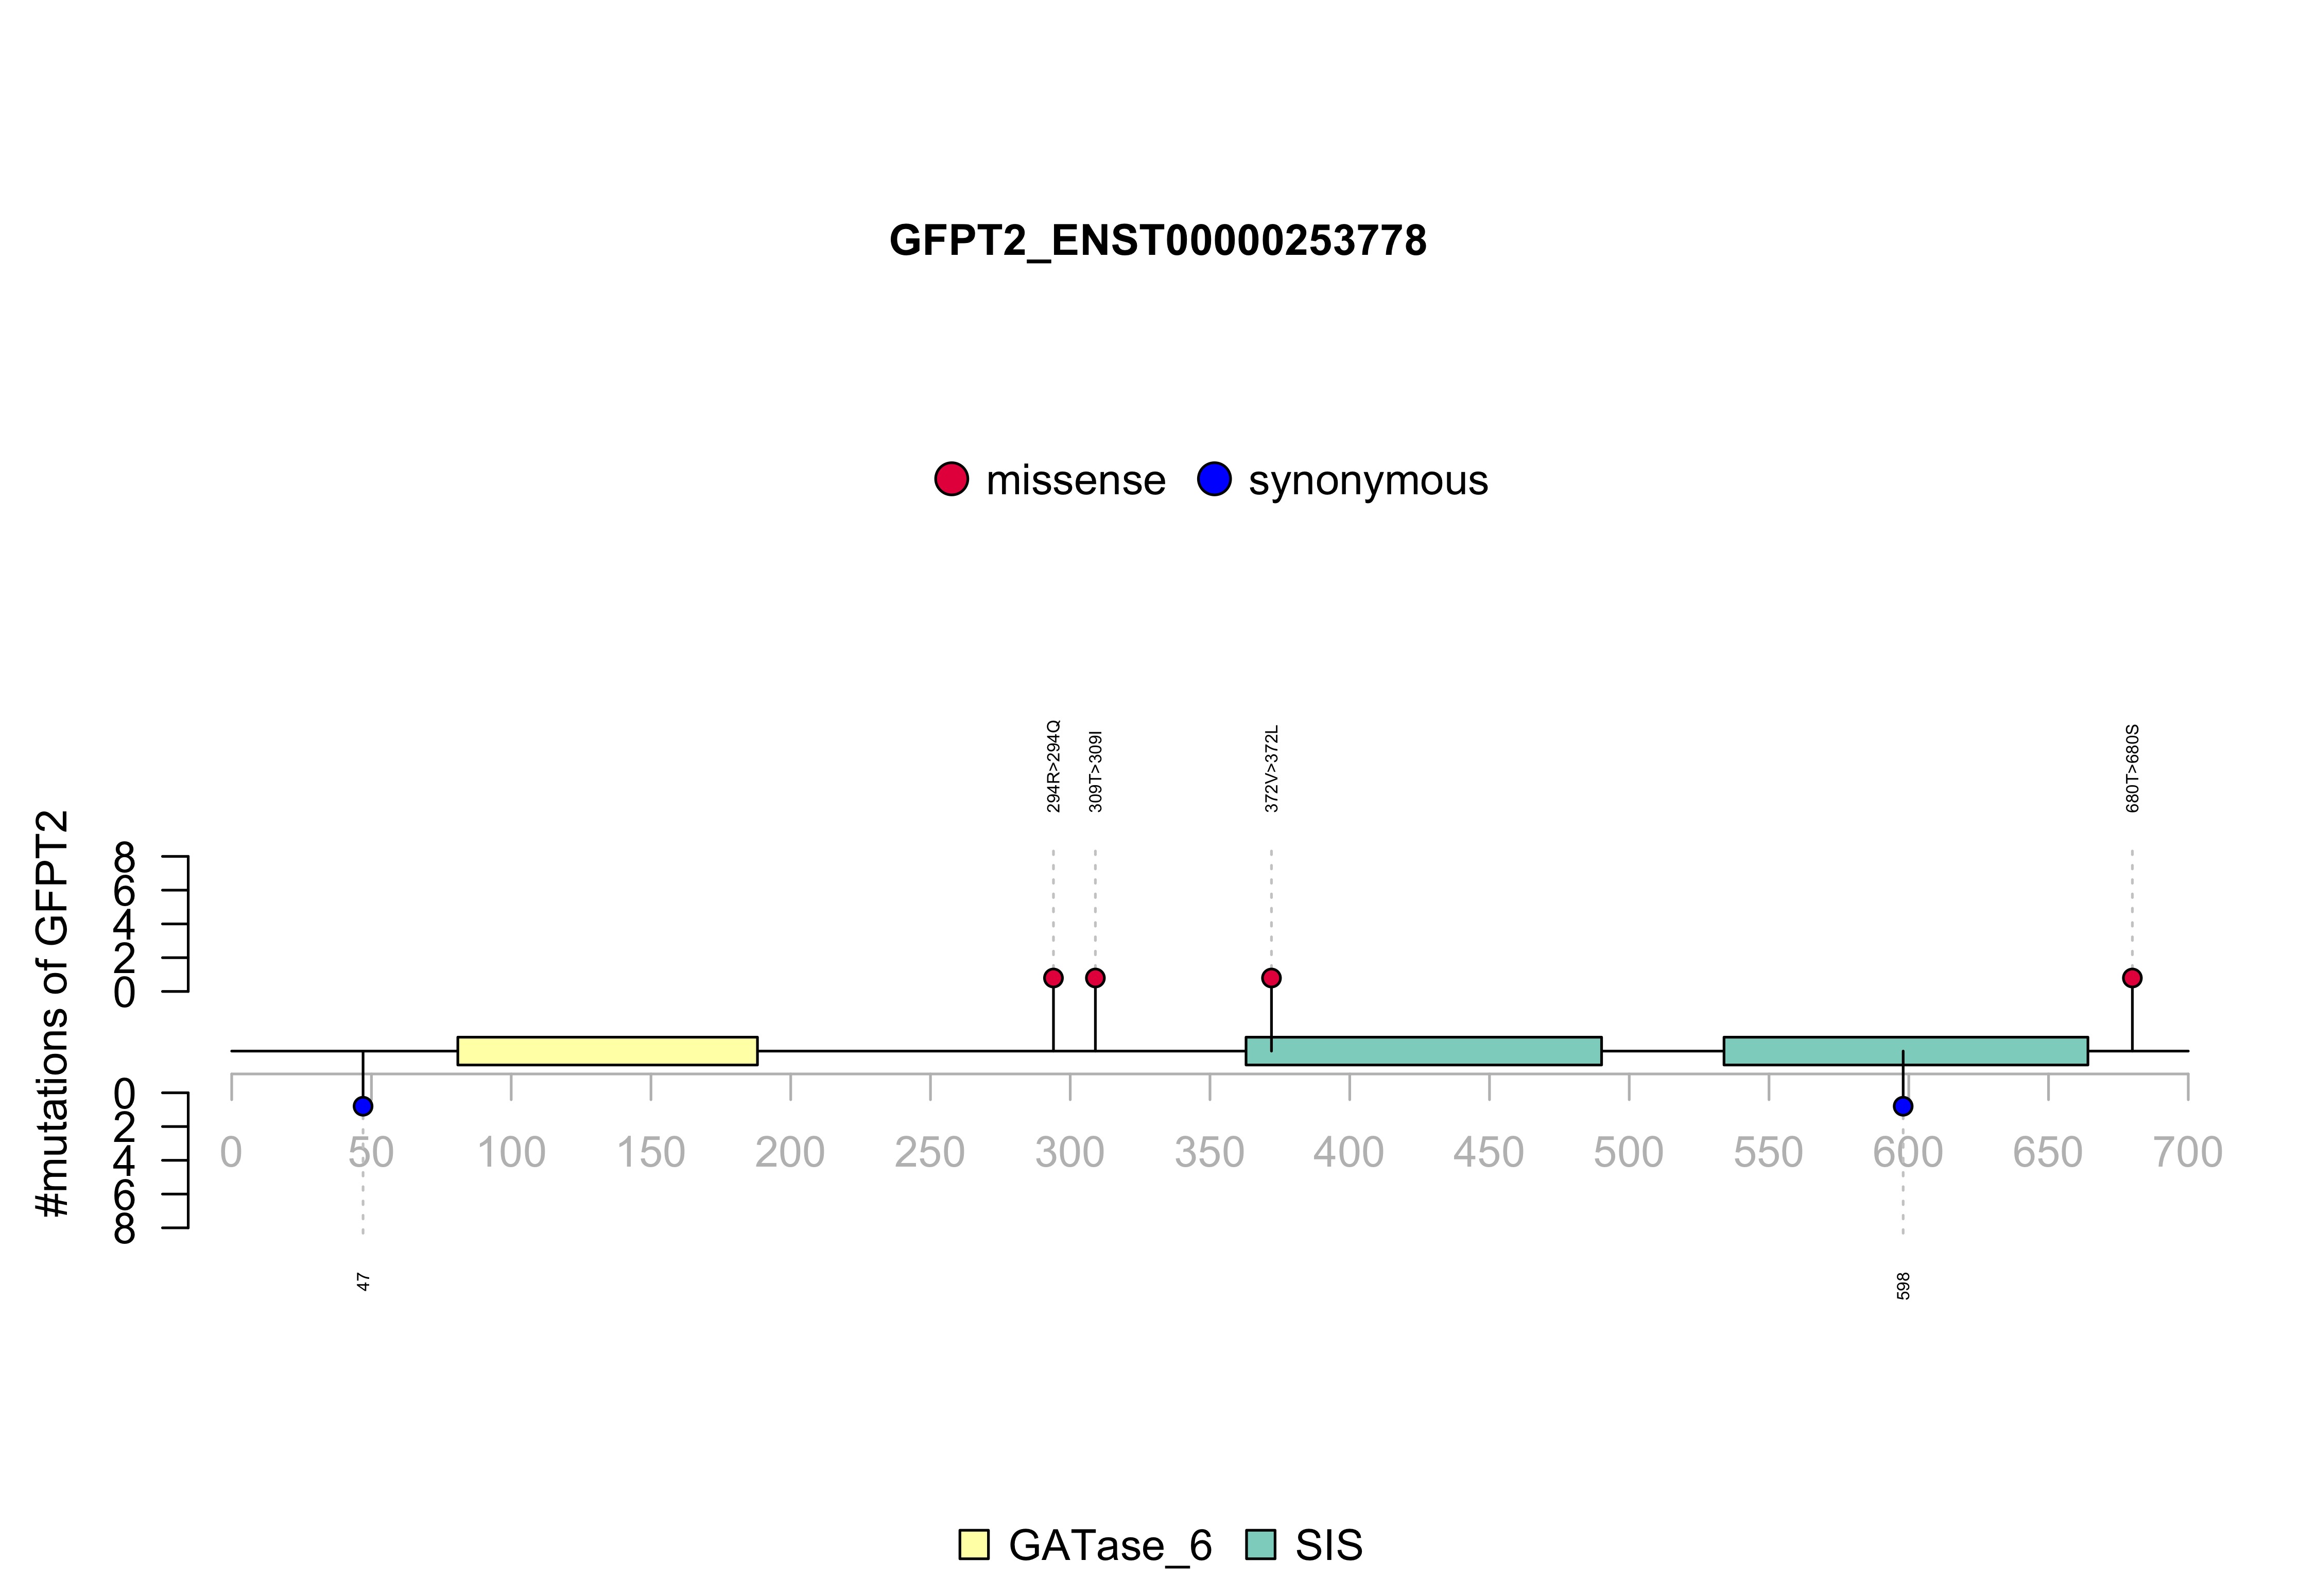 GFPT2_ENST00000253778
missense synonymous
294R>294Q
309T>309I
372V>372L
680T>680S
#mutations of GFPT2
8
6
4
2
0
0
2
4
6
8
0 50 100 150 200 250 300 350 400 450 500 550 600 650 700
47
598
GATase_6 SIS